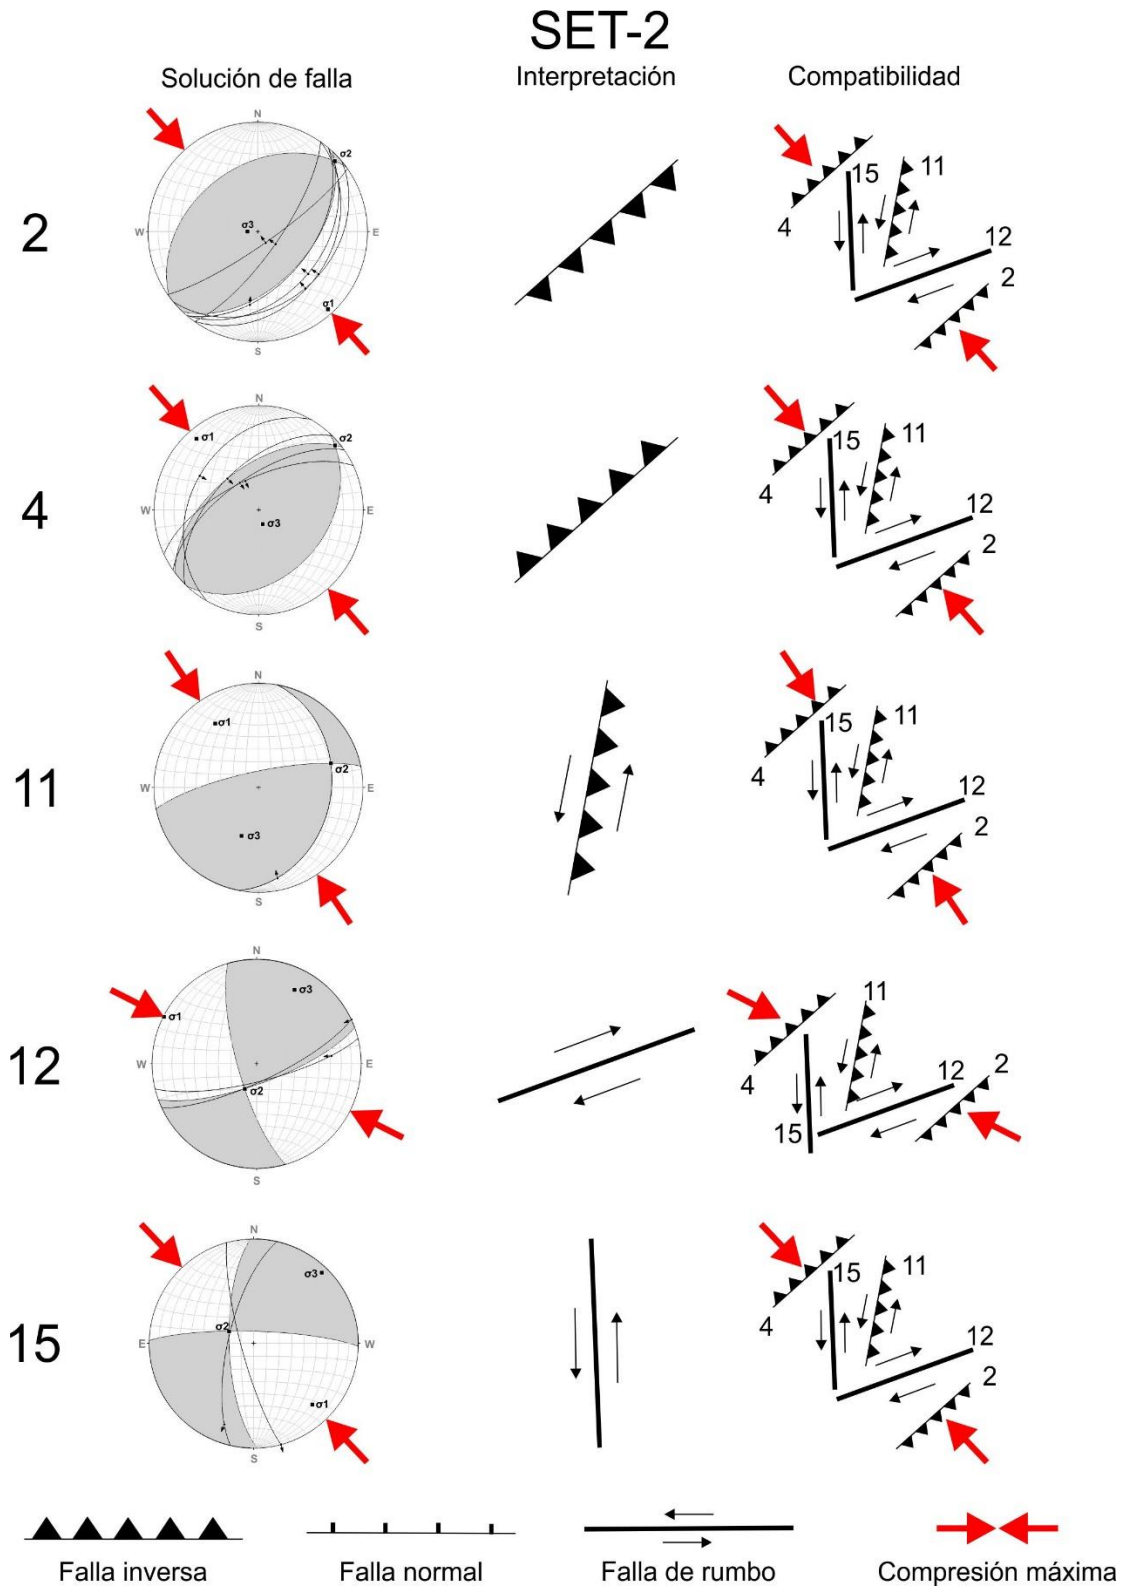 SET-2
Solución de falla Interpretación Compatibilidad
2
N
W
E
S
σ2
σ3
σ1
4
15
11
12
2
4
N
W
E
S
σ1
σ2
σ3
4
15
11
12
2
11
N
W
E
S
σ1
σ2
σ3
4
15
11
12
2
12
N
W
E
S
σ1
σ3
σ2
4
11
12
2
15
15
N
E
W
S
σ3
σ2
σ1
4
15
11
12
2
Falla inversa Falla normal Falla de rumbo Compresión máxima